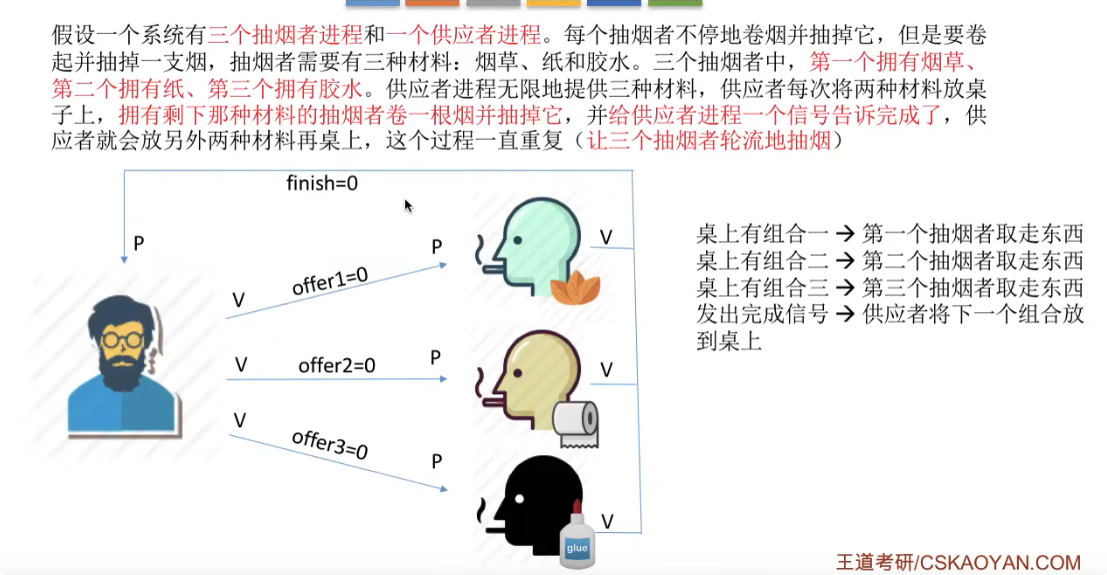 假设一个系统有三个抽烟者进程和一个供应者进程。每个抽烟者不停地卷烟并抽掉它，但是要卷
起并抽掉一支烟，抽烟者需要有三种材料：烟草、纸和胶水。三个抽烟者中，第一个拥有烟草、
第二个拥有纸、第三个拥有胶水。供应者进程无限地提供三种材料，供应者每次将两种材料放桌
子上，拥有剩下那种材料的抽烟者卷一根烟并抽掉它，并给供应者进程一个信号告诉完成了，供
应者就会放另外两种材料再桌上，这个过程一直重复（让三个抽烟者轮流地抽烟）
finish=0
P
V
offer1=0
P
V
V
offer2=0
P
V
V
offer3=0
P
V
glue
桌上有组合一 → 第一个抽烟者取走东西
桌上有组合二 → 第二个抽烟者取走东西
桌上有组合三 → 第三个抽烟者取走东西
发出完成信号 → 供应者将下一个组合放
到桌上
王道考研/CSKAOYAN.COM